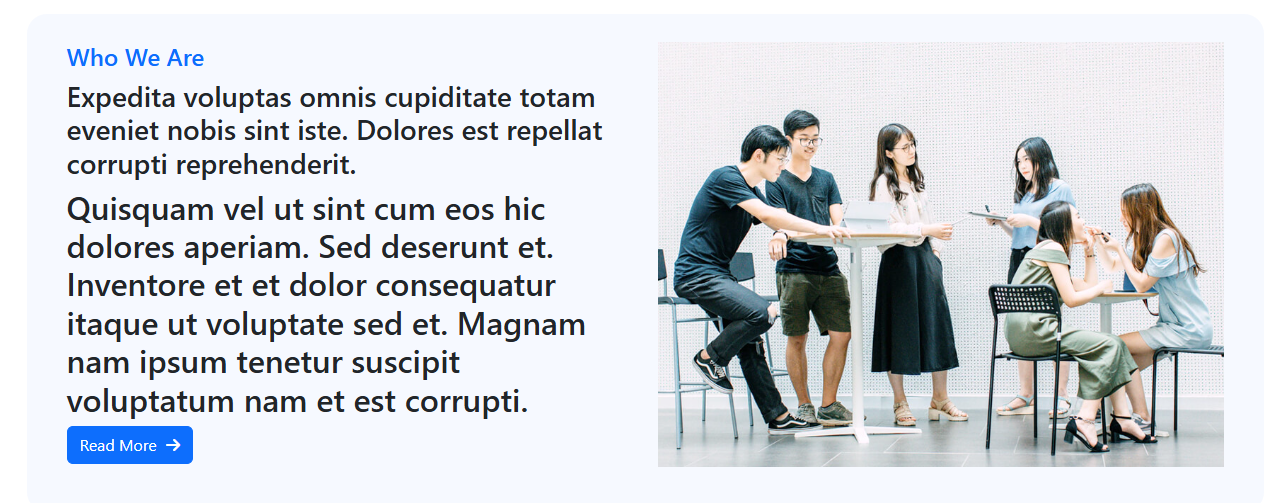 Who We Are
Expedita voluptas omnis cupiditate totam
eveniet nobis sint iste. Dolores est repellat
corrupti reprehenderit.
Quisquam vel ut sint cum eos hic
dolores aperiam. Sed deserunt et.
Inventore et et dolor consequatur
itaque ut voluptate sed et. Magnam
nam ipsum tenetur suscipit
voluptatum nam et est corrupti.
Read More